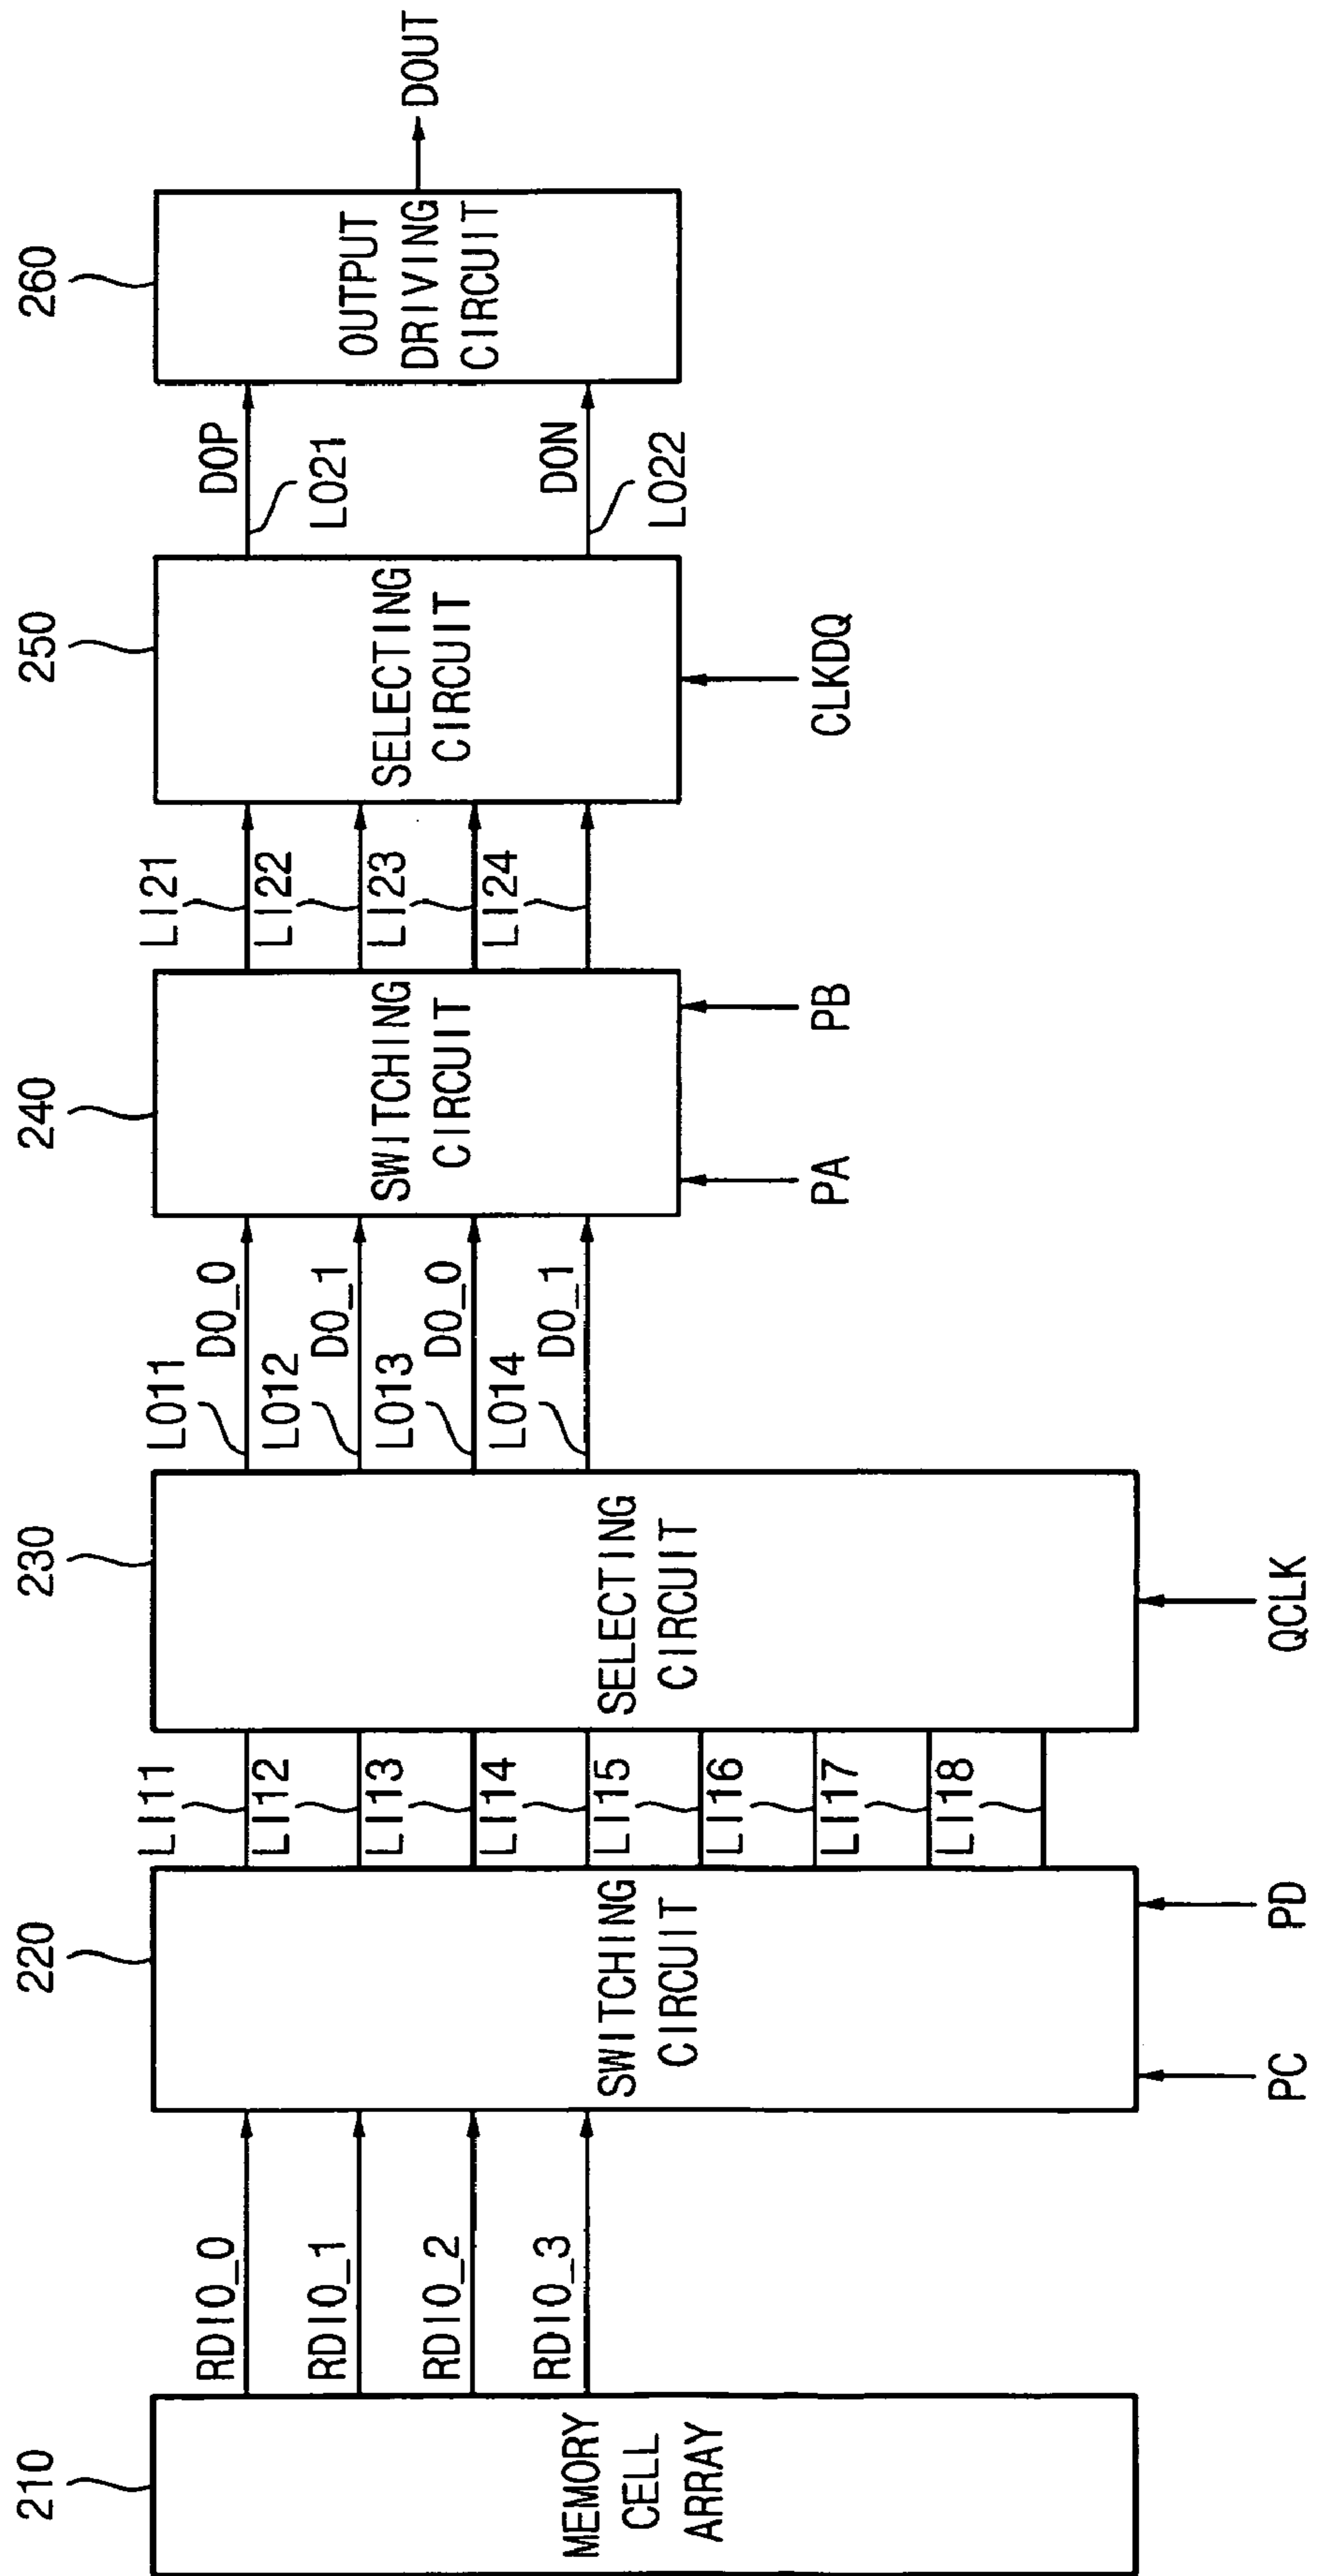 210
220
230
240
250
260
MEMORY
CELL
ARRAY
RDIO_0
RDIO_1
RDIO_2
RDIO_3
SWITCHING
CIRCUIT
PC
PD
LI11
LI12
LI13
LI14
LI15
LI16
LI17
LI18
SELECTING
CIRCUIT
QCLK
LO11
DO_0
LO12
DO_1
LO13
DO_0
LO14
DO_1
SWITCHING
CIRCUIT
PA
PB
LI21
LI22
LI23
LI24
SELECTING
CIRCUIT
CLKDQ
DOP
LO21
DON
LO22
OUTPUT
DRIVING
CIRCUIT
DOUT